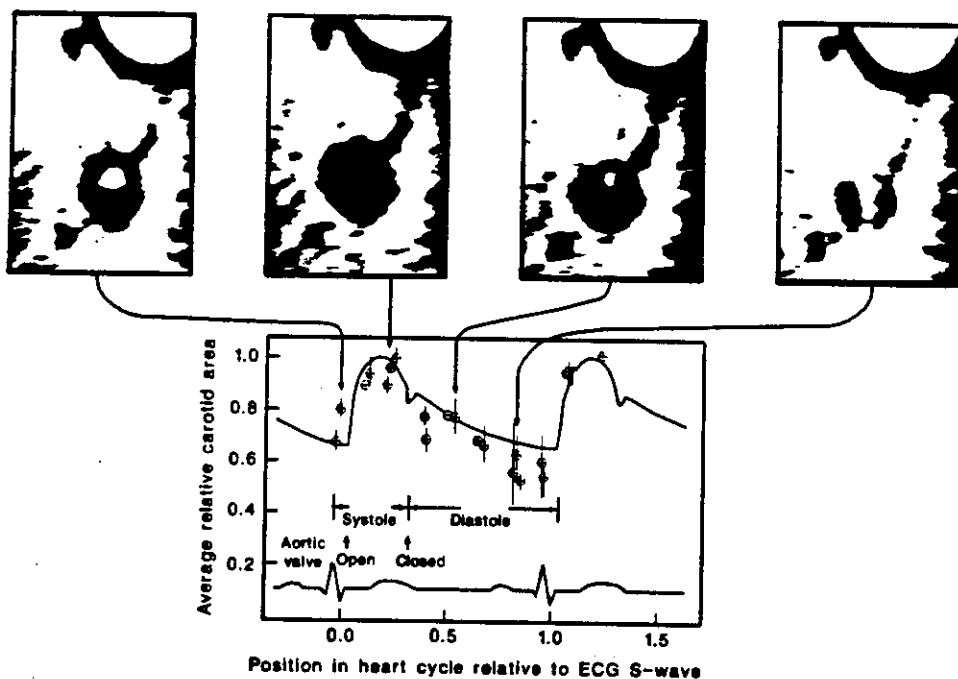 Average relative carotid area
1.0
0.8
0.6
0.4
0.2
Systole
Diastole
Aortic
valve
Open
Closed
0.0
0.5
1.0
1.5
Position in heart cycle relative to ECG S-wave